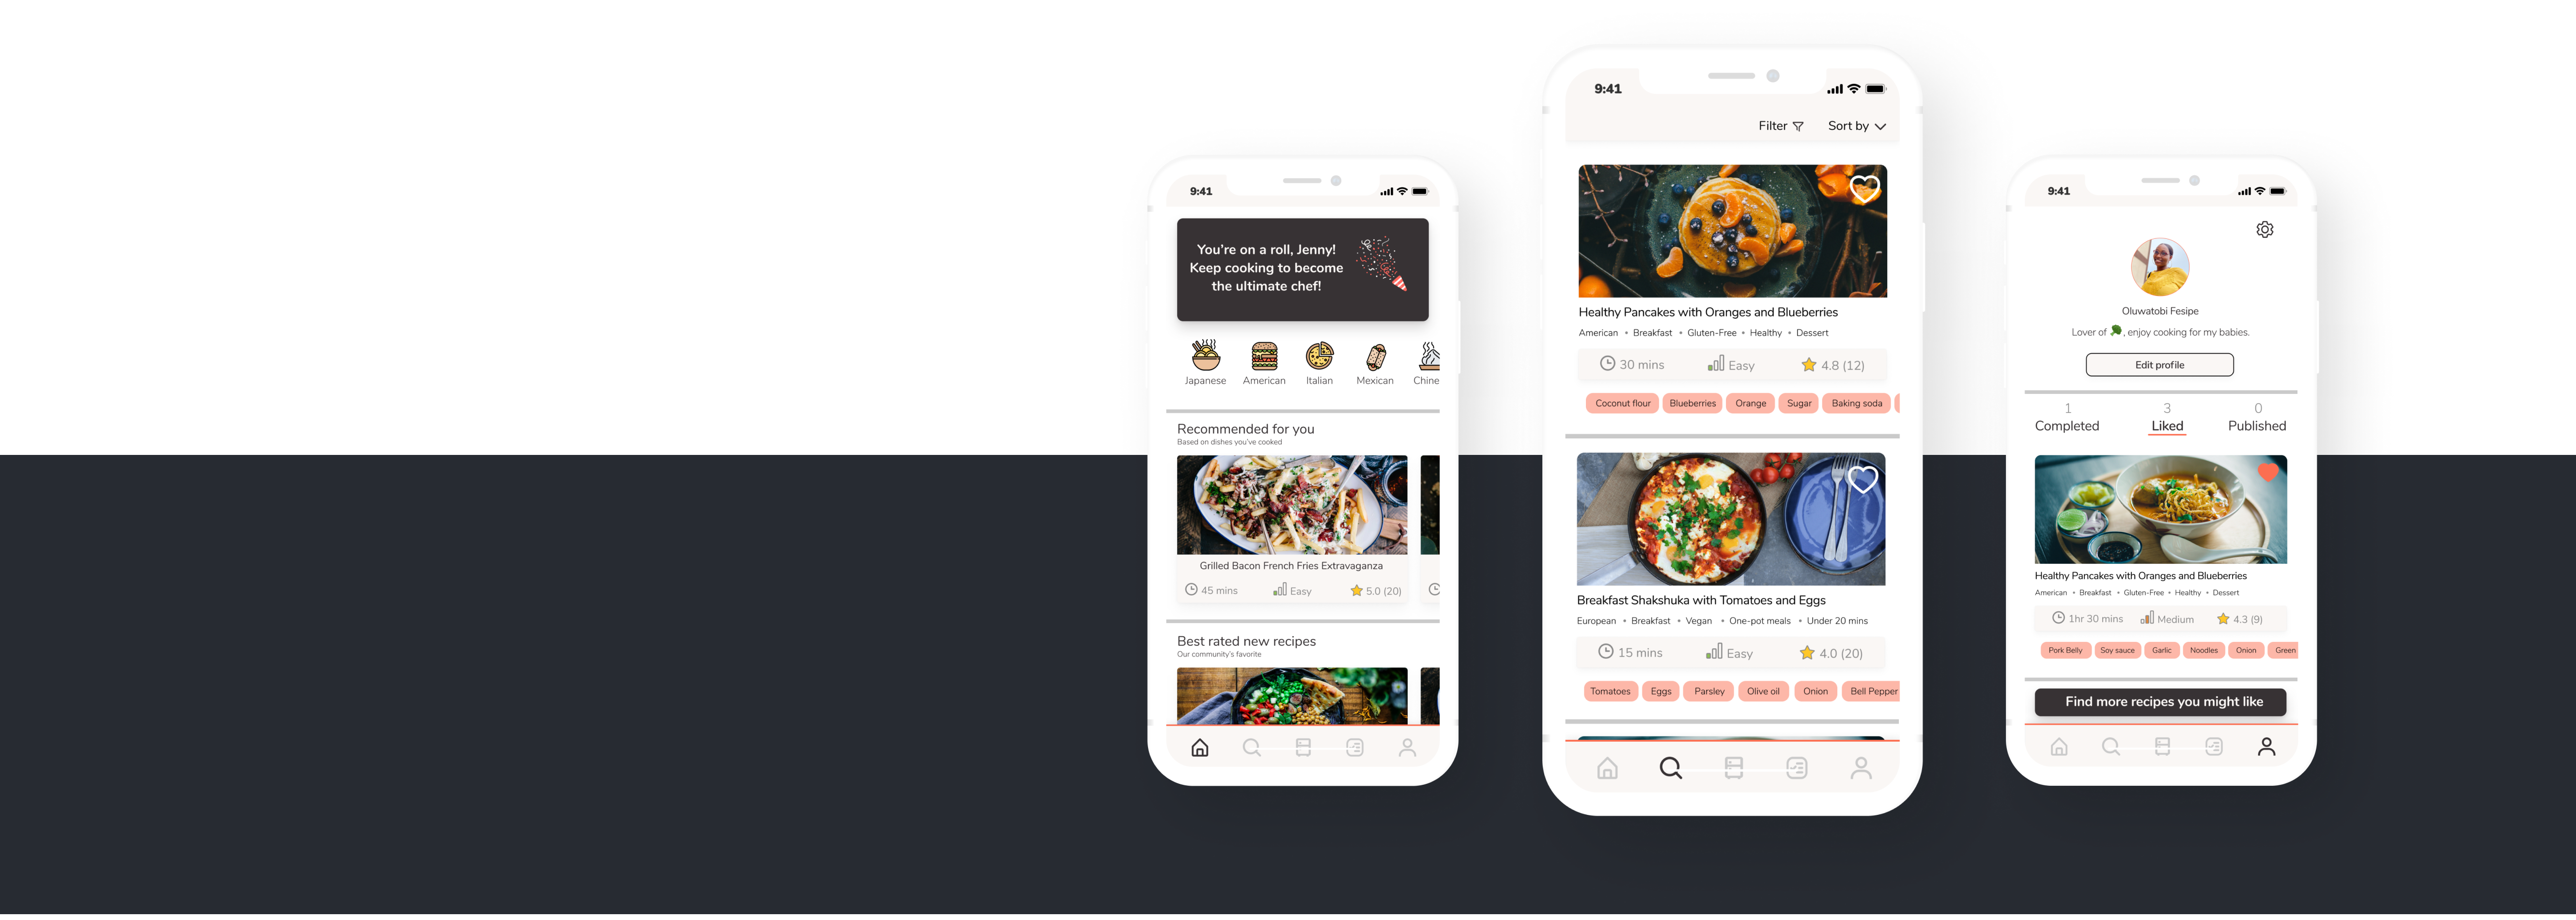 9:41
You're on a roll, Jenny!
Keep cooking to become
the ultimate chef!
Japanese American Italian Mexican Chine
Recommended for you
Based on dishes you've cooked
Grilled Bacon French Fries Extravaganza
45 mins Easy 5.0 (20)
Best rated new recipes
Our community's favorite
9:41
Filter Sort by
Healthy Pancakes with Oranges and Blueberries
American • Breakfast • Gluten-Free • Healthy • Dessert
30 mins Easy 4.8 (12)
Coconut flour Blueberries Orange Sugar Baking soda
Breakfast Shakshuka with Tomatoes and Eggs
European • Breakfast • Vegan • One-pot meals • Under 20 mins
15 mins Easy 4.0 (20)
Tomatoes Eggs Parsley Olive oil Onion Bell Pepper
9:41
Oluwatobi Fesipe
Lover of 🥦, enjoy cooking for my babies.
Edit profile
1 3 0
Completed Liked Published
Healthy Pancakes with Oranges and Blueberries
American • Breakfast • Gluten-Free • Healthy • Dessert
1hr 30 mins Medium 4.3 (9)
Pork Belly Soy sauce Garlic Noodles Onion Green
Find more recipes you might like